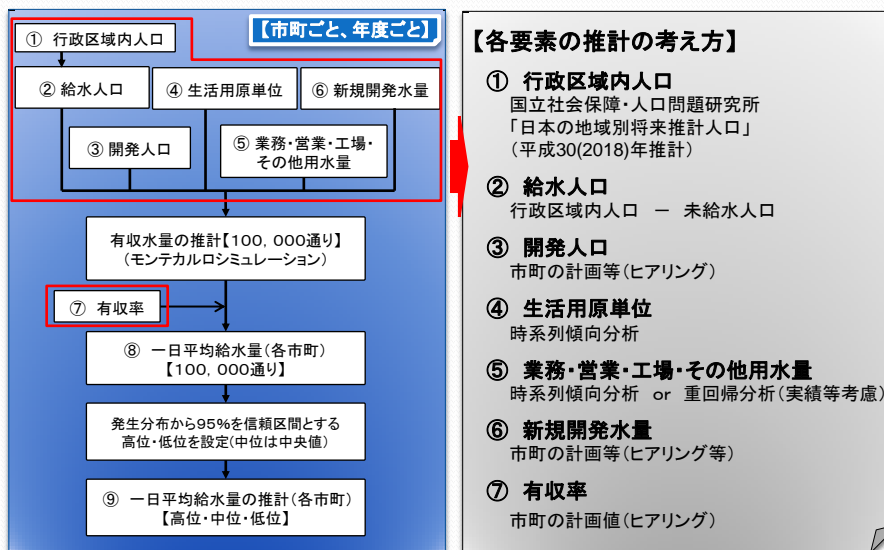 【市町ごと、年度ごと】
① 行政区域内人口
② 給水人口
④ 生活用原単位
⑥ 新規開発水量
③ 開発人口
⑤ 業務・営業・工場・
その他用水量
有収水量の推計【100，000通り】
（モンテカルロシミュレーション）
⑦ 有収率
⑧ 一日平均給水量（各市町）
【100，000通り】
発生分布から95％を信頼区間とする
高位・低位を設定（中位は中央値）
⑨ 一日平均給水量の推計（各市町）
【高位・中位・低位】
【各要素の推計の考え方】
① 行政区域内人口
国立社会保障・人口問題研究所
「日本の地域別将来推計人口」
（平成30(2018)年推計）
② 給水人口
行政区域内人口 － 未給水人口
③ 開発人口
市町の計画等（ヒアリング）
④ 生活用原単位
時系列傾向分析
⑤ 業務・営業・工場・その他用水量
時系列傾向分析 or 重回帰分析（実績等考慮）
⑥ 新規開発水量
市町の計画等（ヒアリング等）
⑦ 有収率
市町の計画値（ヒアリング）